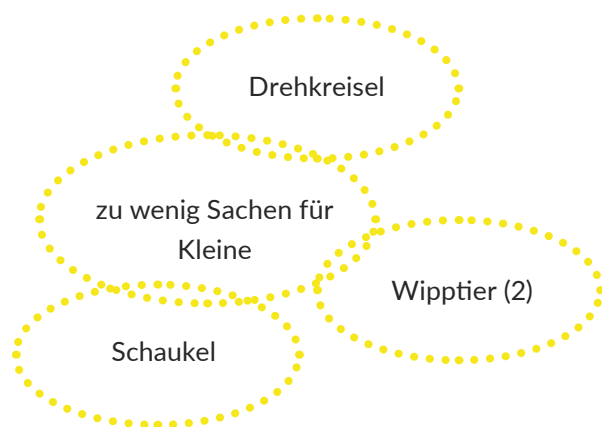 Drehkreisel
zu wenig Sachen für
Kleine
Wipptier (2)
Schaukel